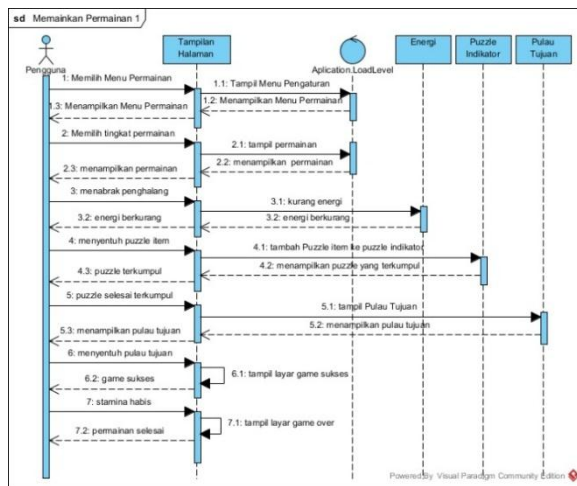 sd Memainkan Permainan 1
Tampilan
Halaman
Energi
Puzzle
Indikator
Pulau
Tujuan
Pengguna
Aplication.LoadLevel
1: Memilih Menu Permainan
1.1: Tampil Menu Pengaturan
1.2: Menampilkan Menu Permainan
1.3: Menampilkan Menu Permainan
2: Memilih tingkat permainan
2.1: tampil permainan
2.2: menampilkan permainan
2.3: menampilkan permainan
3: menabrak penghalang
3.1: kurang energi
3.2: energi berkurang
3.2: energi berkurang
4: menyentuh puzzle item
4.1: tambah Puzzle item ke puzzle indikator
4.2: menampilkan puzzle yang terkumpul
4.3: puzzle terkumpul
5: puzzle selesai terkumpul
5.1: tampil Pulau Tujuan
5.2: menampilkan pulau tujuan
5.3: menampilkan pulau tujuan
6: menyentuh pulau tujuan
6.1: tampil layar game sukses
6.2: game sukses
7: stamina habis
7.1: tampil layar game over
7.2: permainan selesai
Powered By Visual Paradigm Community Edition